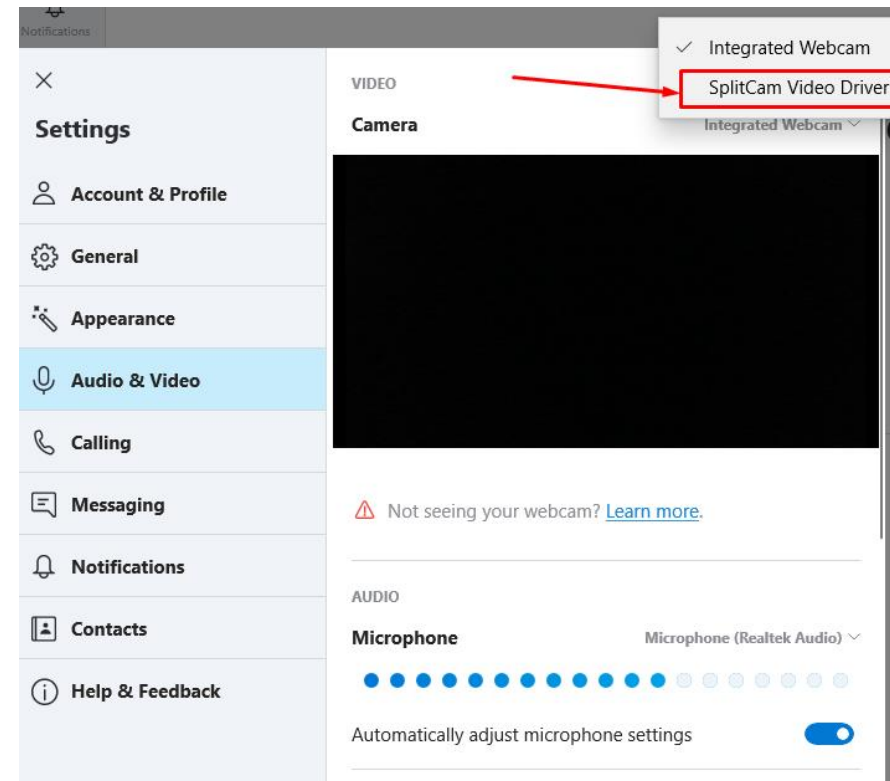 Notifications
Integrated Webcam
SplitCam Video Driver
Settings
Account & Profile
General
Appearance
Audio & Video
Calling
Messaging
Notifications
Contacts
Help & Feedback
VIDEO
Camera Integrated Webcam
Not seeing your webcam? Learn more.
AUDIO
Microphone Microphone (Realtek Audio)
Automatically adjust microphone settings